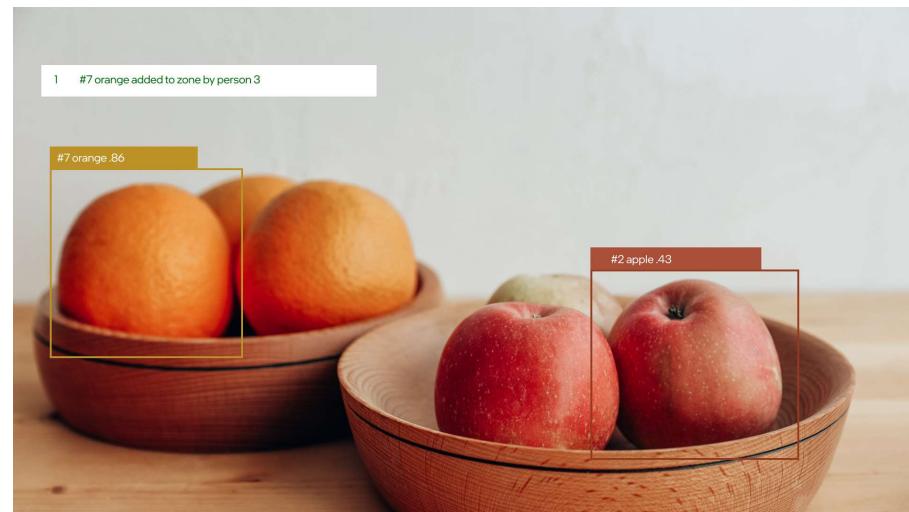 1 #7 orange added to zone by person 3
#7 orange .86
#2 apple .43